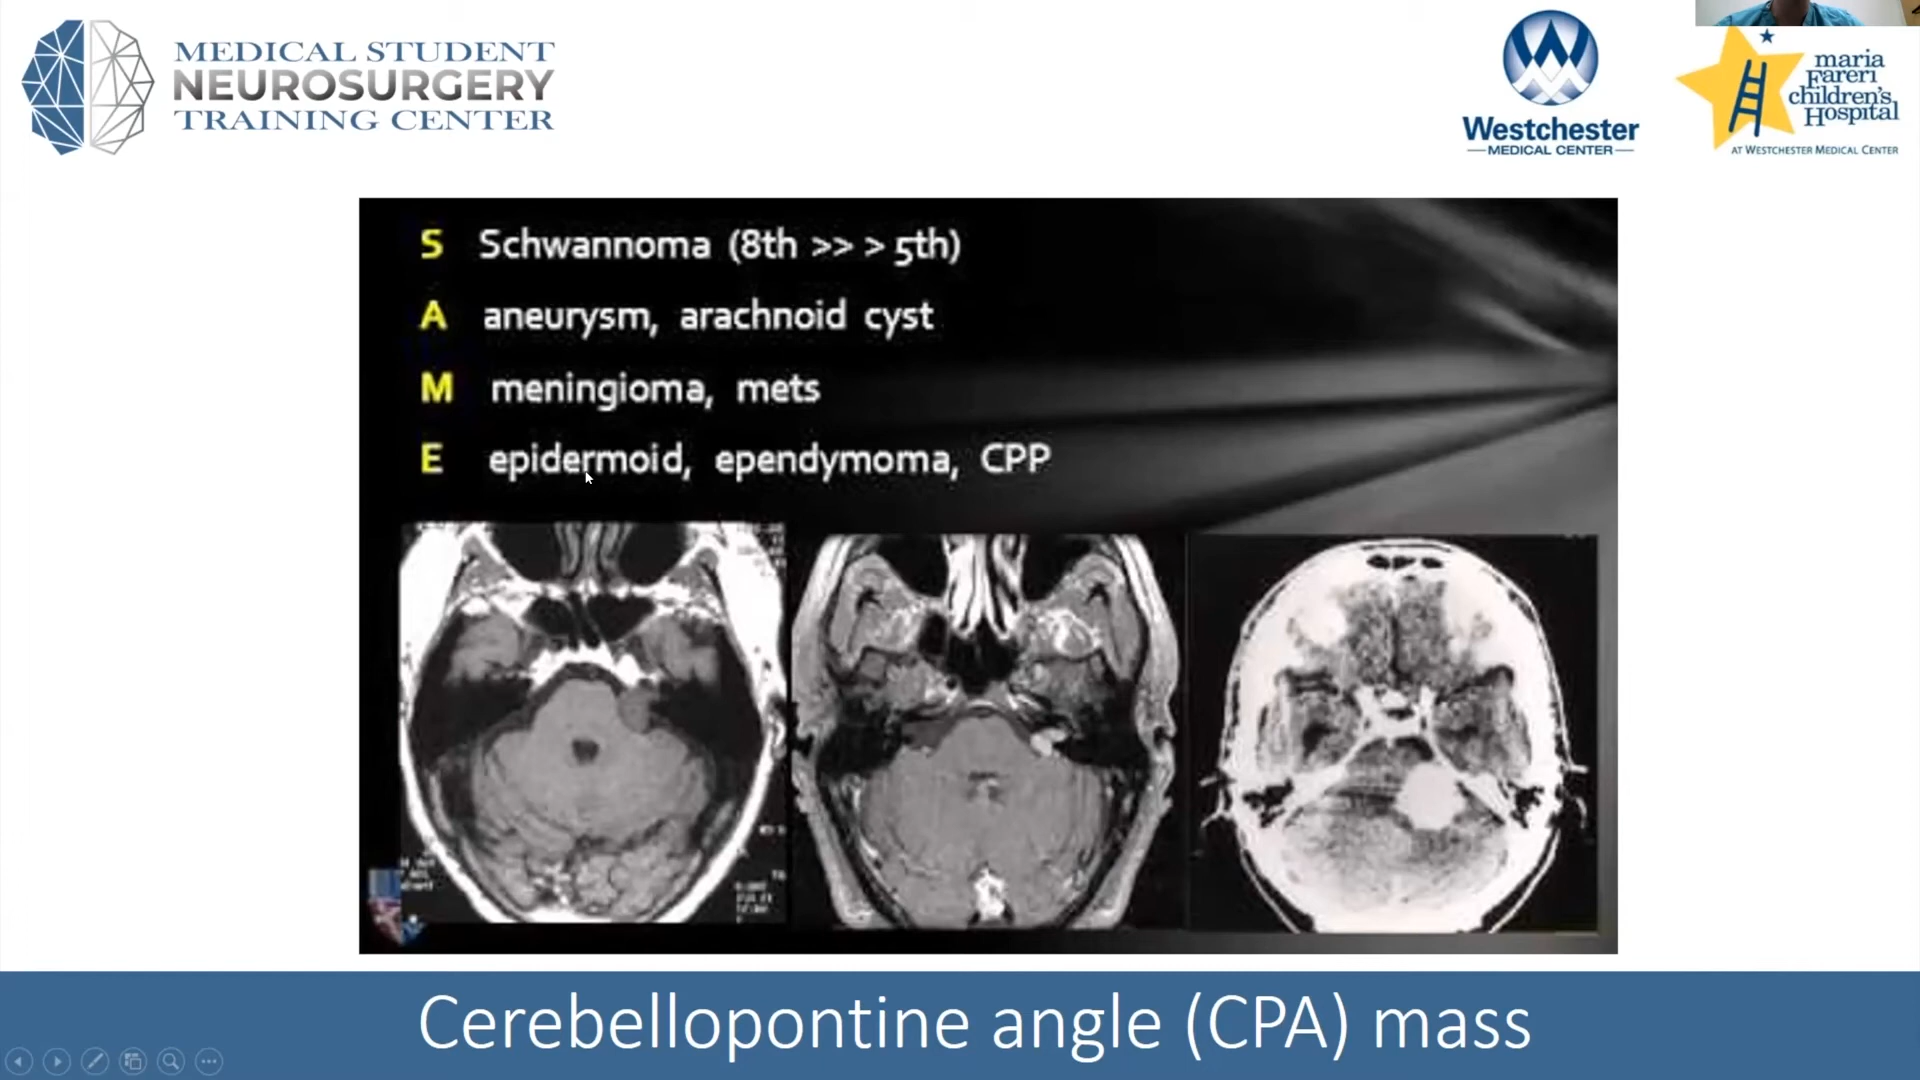 MEDICAL STUDENT
NEUROSURGERY
TRAINING CENTER
Westchester
MEDICAL CENTER
maria
Fareri
children's
Hospital
AT WESTCHESTER MEDICAL CENTER
S Schwannoma (8th >> > 5th)
A aneurysm, arachnoid cyst
M meningioma, mets
E epidermoid, ependymoma, CPP
Cerebellopontine angle (CPA) mass